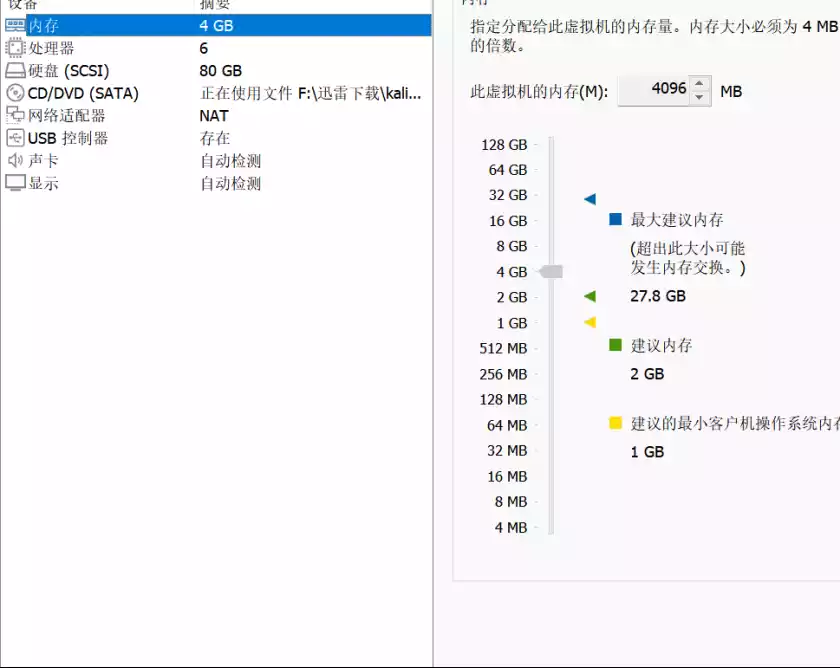 设备 摘要
内存 4 GB
处理器 6
硬盘 (SCSI) 80 GB
CD/DVD (SATA) 正在使用文件 F:\迅雷下载\kali...
网络适配器 NAT
USB 控制器 存在
声卡 自动检测
显示 自动检测
内存
指定分配给此虚拟机的内存量。内存大小必须为 4 MB
的倍数。
此虚拟机的内存(M): 4096 MB
128 GB
64 GB
32 GB
16 GB
8 GB
4 GB
2 GB
1 GB
512 MB
256 MB
128 MB
64 MB
32 MB
16 MB
8 MB
4 MB
最大建议内存
(超出此大小可能
发生内存交换。)
27.8 GB
建议内存
2 GB
建议的最小客户机操作系统内存
1 GB